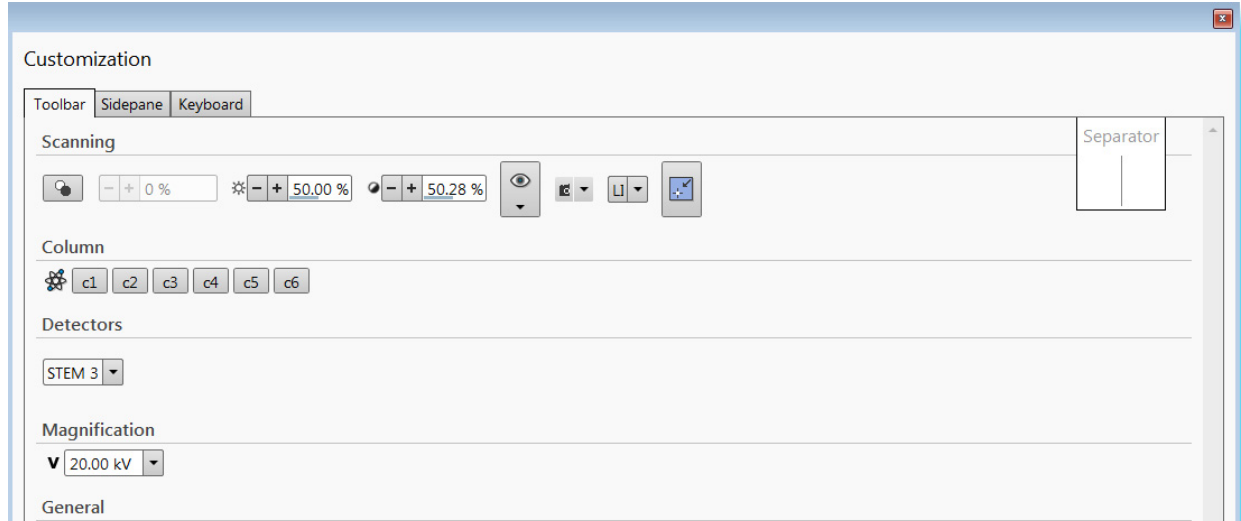 Customization
Toolbar Sidepane Keyboard
Scanning
Separator
- + 0 % - + 50.00 % - + 50.28 % LI
Column
c1 c2 c3 c4 c5 c6
Detectors
STEM 3
Magnification
V 20.00 kV
General